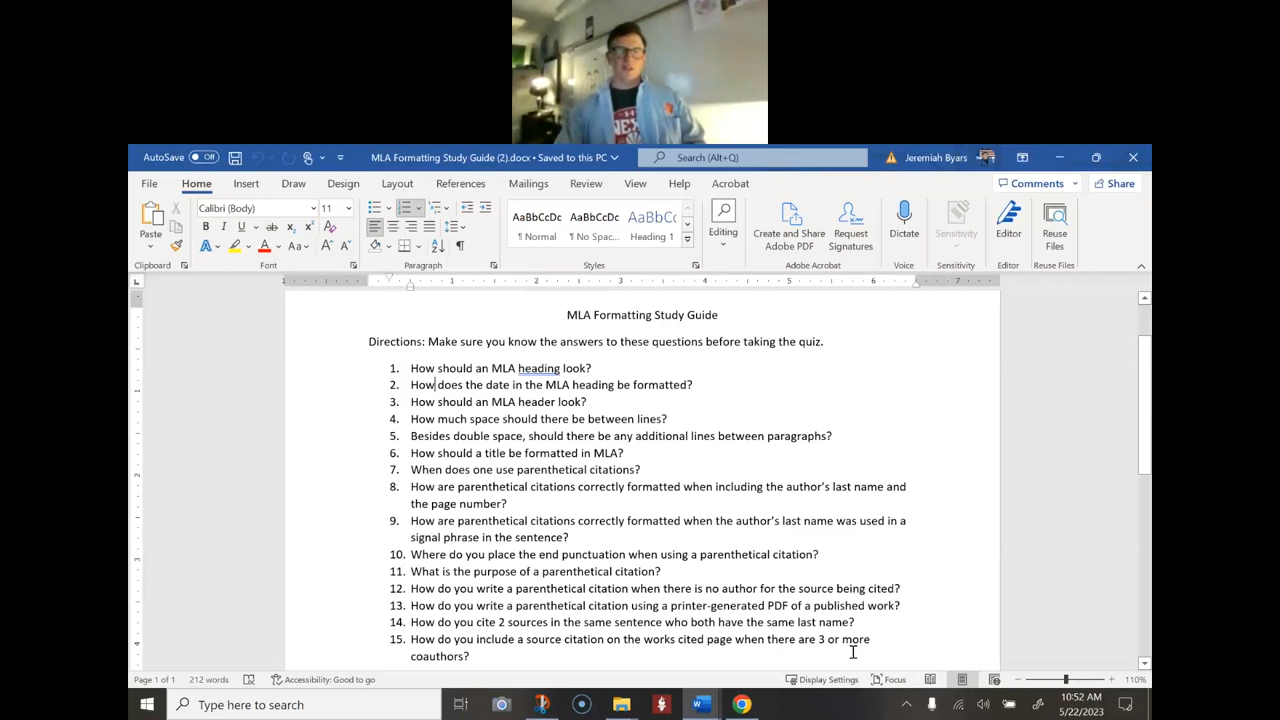 AutoSave Off
MLA Formatting Study Guide (2).docx • Saved to this PC
Search (Alt+Q)
Jeremiah Byars
File Home Insert Draw Design Layout References Mailings Review View Help Acrobat
Comments Share
Paste
Calibri (Body) 11
B I U ab x₂ x²
A A Aa A A
AaBbCcDc AaBbCcDc AaBbCc
¶ Normal ¶ No Spac... Heading 1
Editing
Create and Share Adobe PDF
Request Signatures
Dictate
Sensitivity
Editor
Reuse Files
Clipboard Font Paragraph Styles Adobe Acrobat Voice Sensitivity Editor Reuse Files
1 1 2 3 4 5 6 7
MLA Formatting Study Guide
Directions: Make sure you know the answers to these questions before taking the quiz.
1. How should an MLA heading look?
2. How does the date in the MLA heading be formatted?
3. How should an MLA header look?
4. How much space should there be between lines?
5. Besides double space, should there be any additional lines between paragraphs?
6. How should a title be formatted in MLA?
7. When does one use parenthetical citations?
8. How are parenthetical citations correctly formatted when including the author's last name and
the page number?
9. How are parenthetical citations correctly formatted when the author's last name was used in a
signal phrase in the sentence?
10. Where do you place the end punctuation when using a parenthetical citation?
11. What is the purpose of a parenthetical citation?
12. How do you write a parenthetical citation when there is no author for the source being cited?
13. How do you write a parenthetical citation using a printer-generated PDF of a published work?
14. How do you cite 2 sources in the same sentence who both have the same last name?
15. How do you include a source citation on the works cited page when there are 3 or more
coauthors?
Page 1 of 1 212 words Accessibility: Good to go Display Settings Focus 110%
Type here to search
10:52 AM
5/22/2023